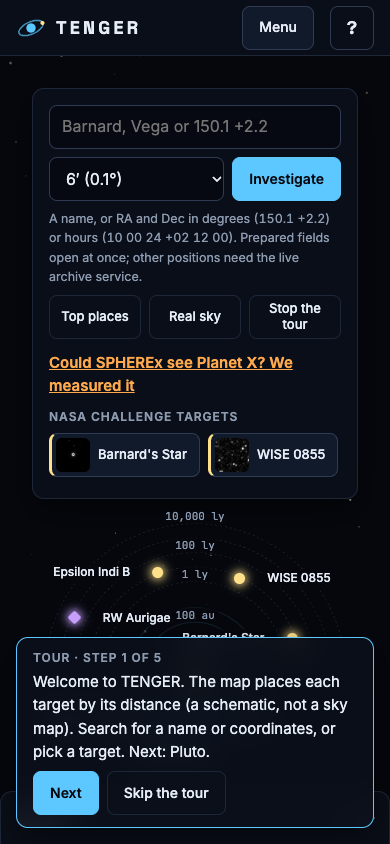 TENGER
Menu
?
Barnard, Vega or 150.1 +2.2
6′ (0.1°)
Investigate
A name, or RA and Dec in degrees (150.1 +2.2)
or hours (10 00 24 +02 12 00). Prepared fields
open at once; other positions need the live
archive service.
Top places
Real sky
Stop the
tour
Could SPHEREx see Planet X? We
measured it
NASA CHALLENGE TARGETS
Barnard's Star
WISE 0855
10,000 ly
100 ly
Epsilon Indi B
1 ly
WISE 0855
RW Aurigae
100 au
Barnard's Star
TOUR · STEP 1 OF 5
Welcome to TENGER. The map places each
target by its distance (a schematic, not a sky
map). Search for a name or coordinates, or
pick a target. Next: Pluto.
Next
Skip the tour